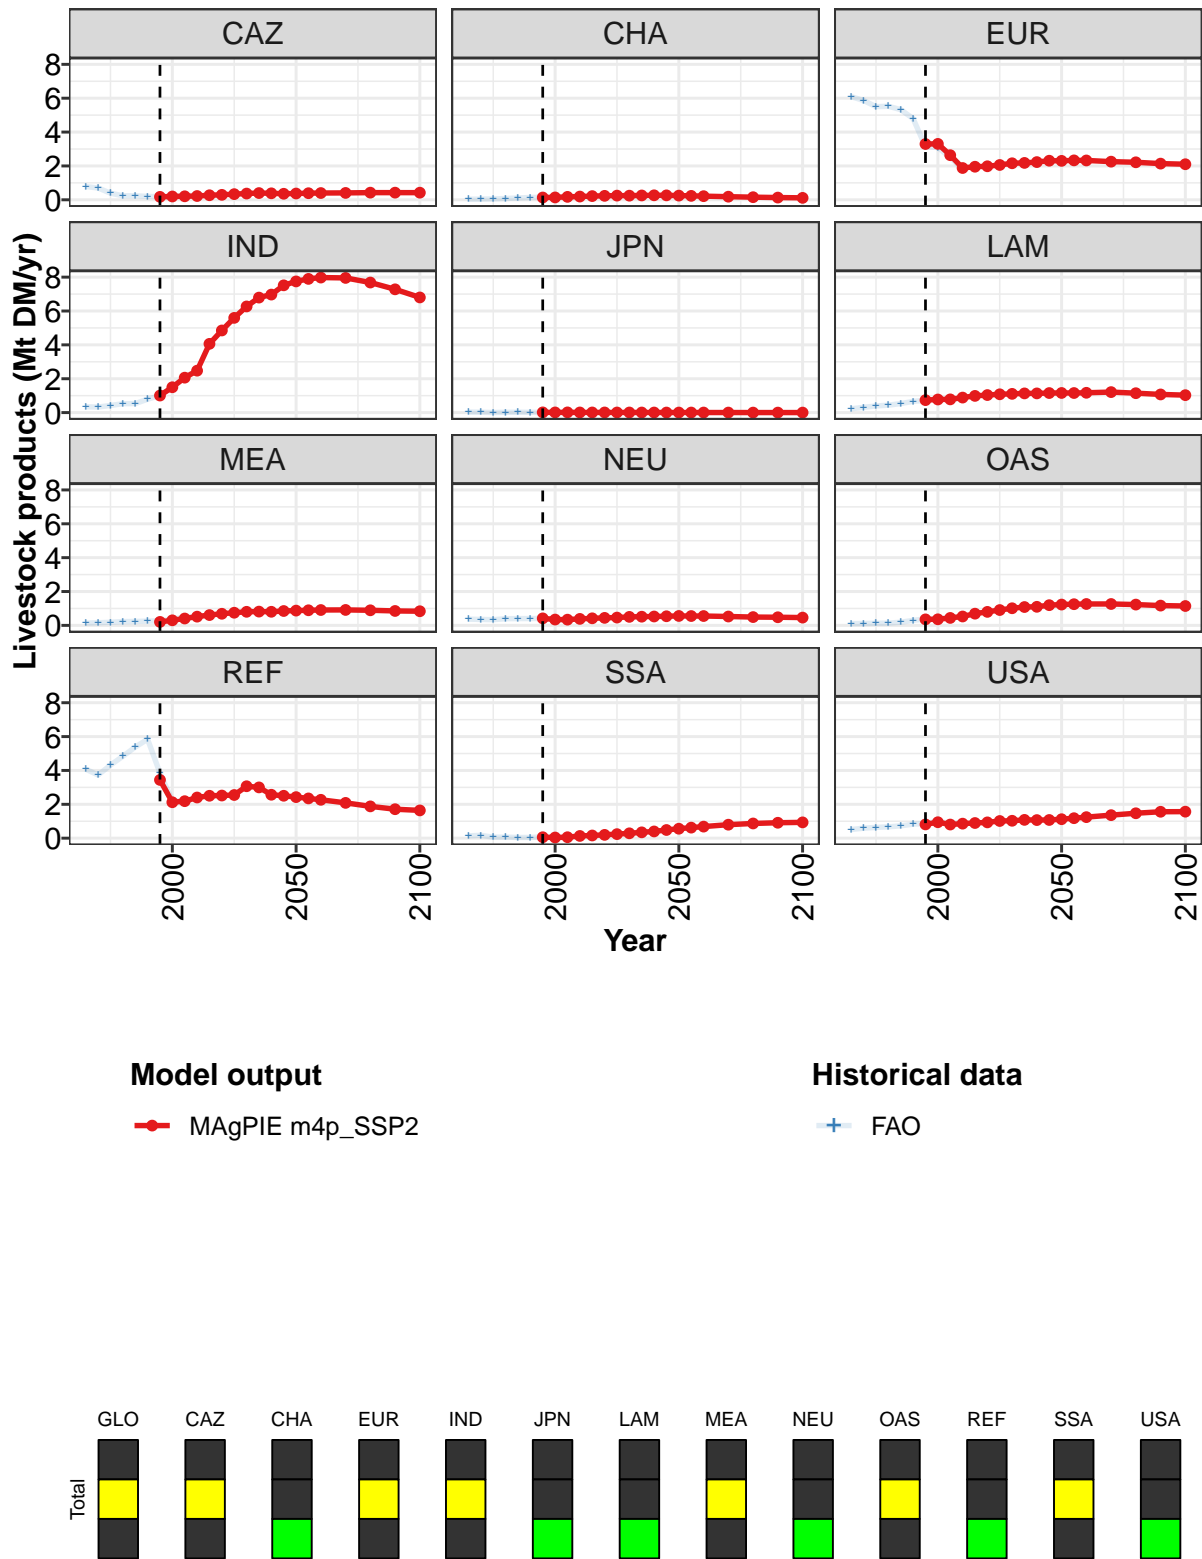 CAZ CHA EUR
8
6
4
2
0
IND JPN LAM
8
6
4
2
0
MEA NEU OAS
8
6
4
2
0
REF SSA USA
8
6
4
2
0
2000 2050 2100 2000 2050 2100 2000 2050 2100
Livestock products (Mt DM/yr)
Year
Model output Historical data
MAgPIE m4p_SSP2 FAO
GLO CAZ CHA EUR IND JPN LAM MEA NEU OAS REF SSA USA
Total